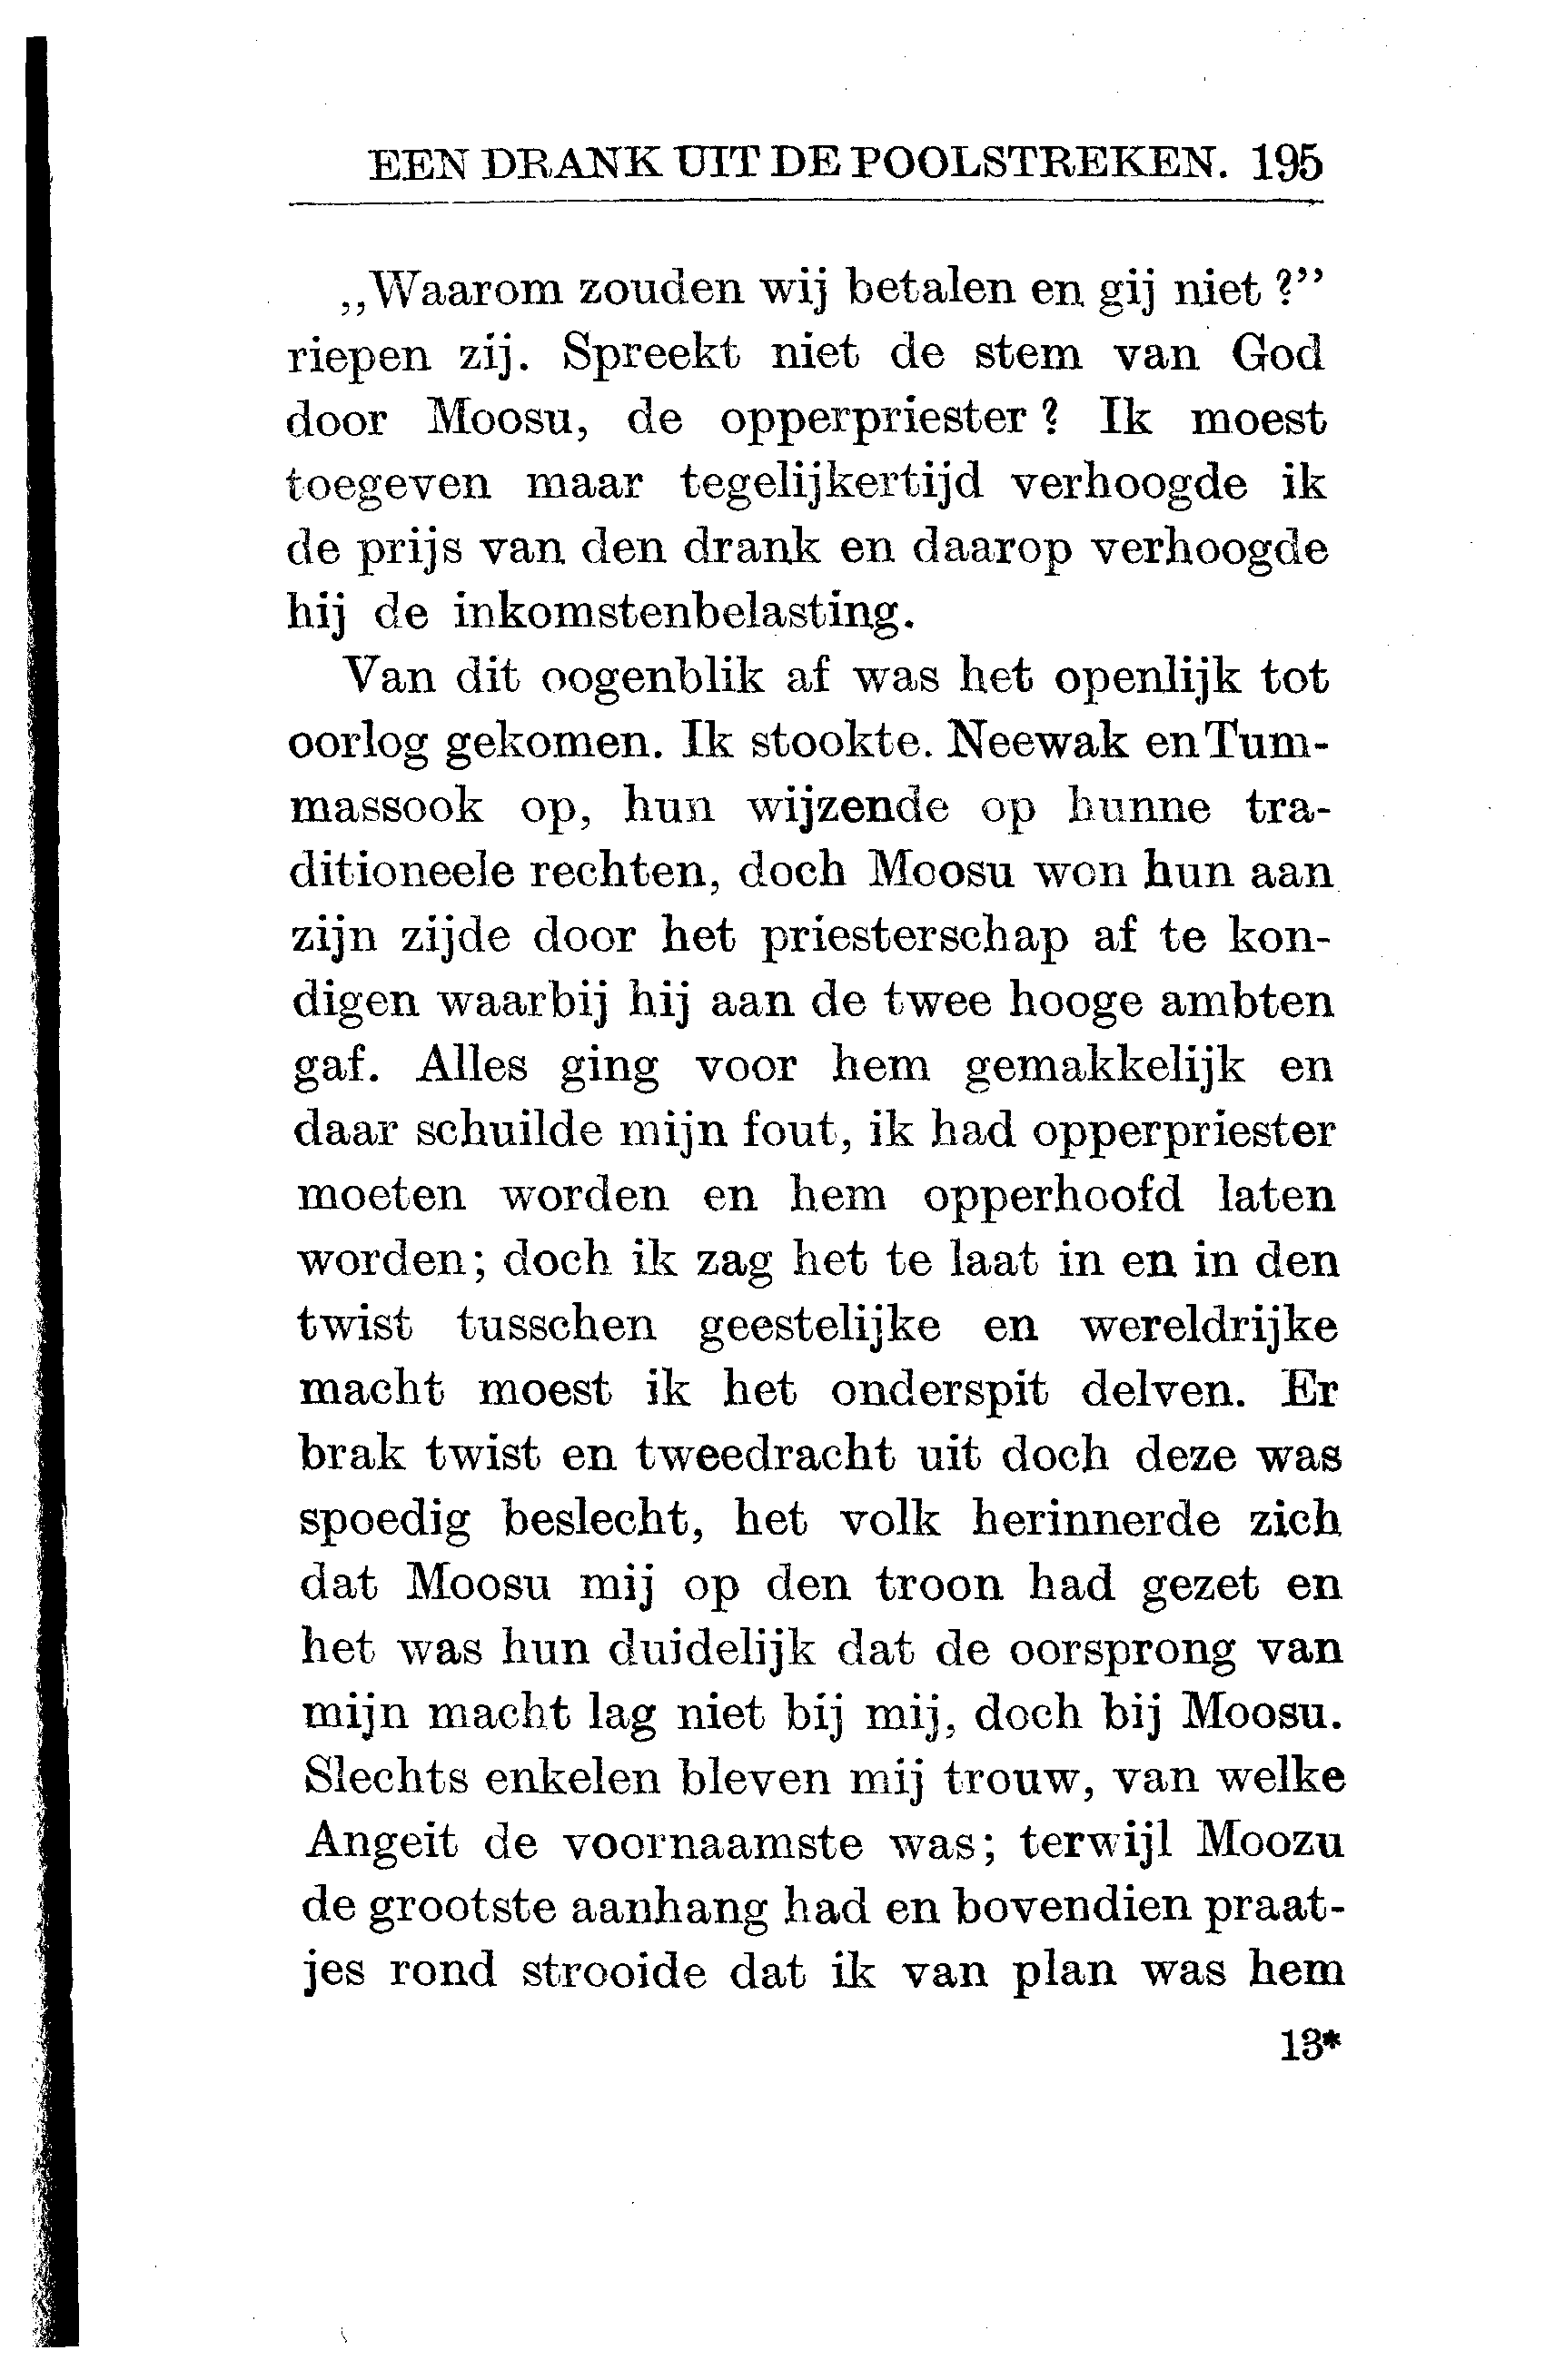 EEN DRANK UIT DE POOLSTREKEN. 195
„Waarom zouden wij betalen en gij niet ?”
riepen zij. Spreekt niet de stem van God
door Moosu, de opperpriester ? Ik moest
toegeven maar tegelijkertijd verhoogde ik
de prijs van den drank en daarop verhoogde
hij de inkomstenbelasting.
Van dit oogenblik af was het openlijk tot
oorlog gekomen. Ik stookte. Neewak en Tum-
massook op, hun wijzende op hunne tra-
ditioneele rechten, doch Moosu won hun aan
zijn zijde door het priesterschap af te kon-
digen waarbij hij aan de twee hooge ambten
gaf. Alles ging voor hem gemakkelijk en
daar schuilde mijn fout, ik had opperpriester
moeten worden en hem opperhoofd laten
worden; doch ik zag het te laat in en in den
twist tusschen geestelijke en wereldrijke
macht moest ik het onderspit delven. Er
brak twist en tweedracht uit doch deze was
spoedig beslecht, het volk herinnerde zich
dat Moosu mij op den troon had gezet en
het was hun duidelijk dat de oorsprong van
mijn macht lag niet bij mij, doch bij Moosu.
Slechts enkelen bleven mij trouw, van welke
Angeit de voornaamste was; terwijl Moozu
de grootste aanhang had en bovendien praat-
jes rond strooide dat ik van plan was hem
13*